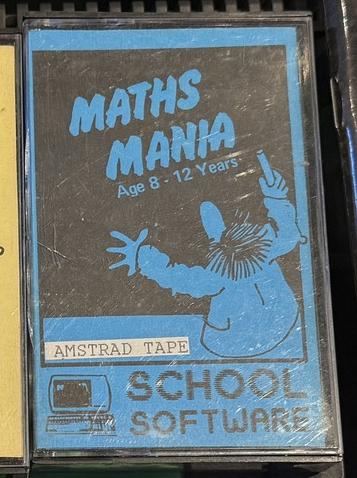 MATHS
MANIA
Age 8 - 12 Years
AMSTRAD TAPE
SCHOOL
SOFTWARE